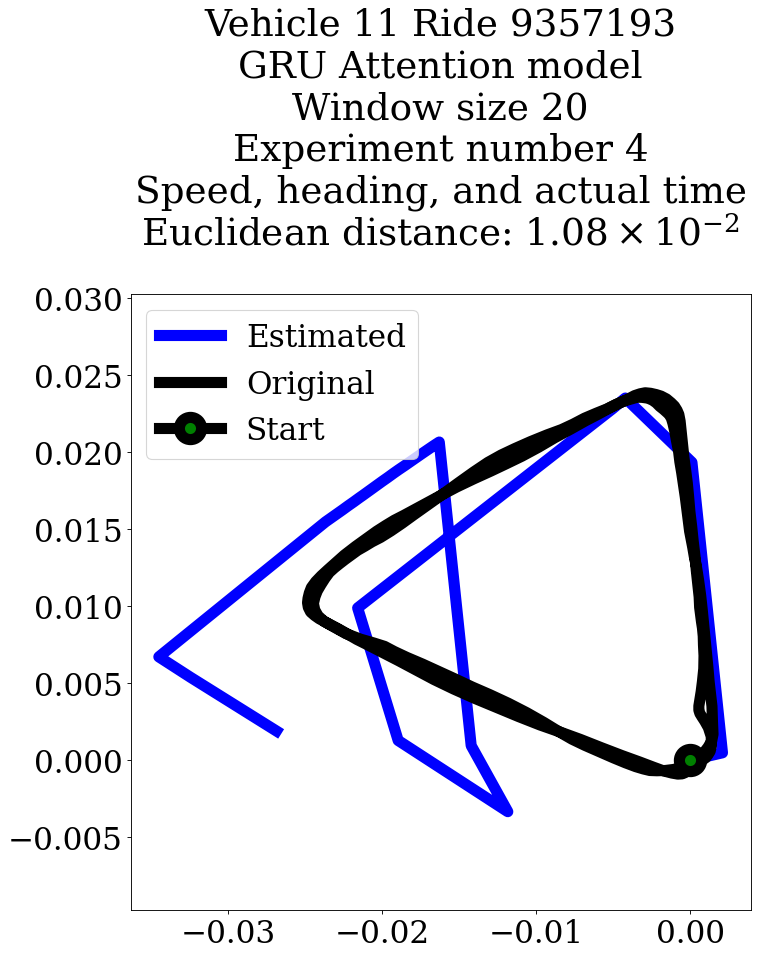 Vehicle 11 Ride 9357193
GRU Attention model
Window size 20
Experiment number 4
Speed, heading, and actual time
Euclidean distance: 1.08 × 10⁻²
0.030
0.025
0.020
0.015
0.010
0.005
0.000
−0.005
Estimated
Original
Start
−0.03 −0.02 −0.01 0.00